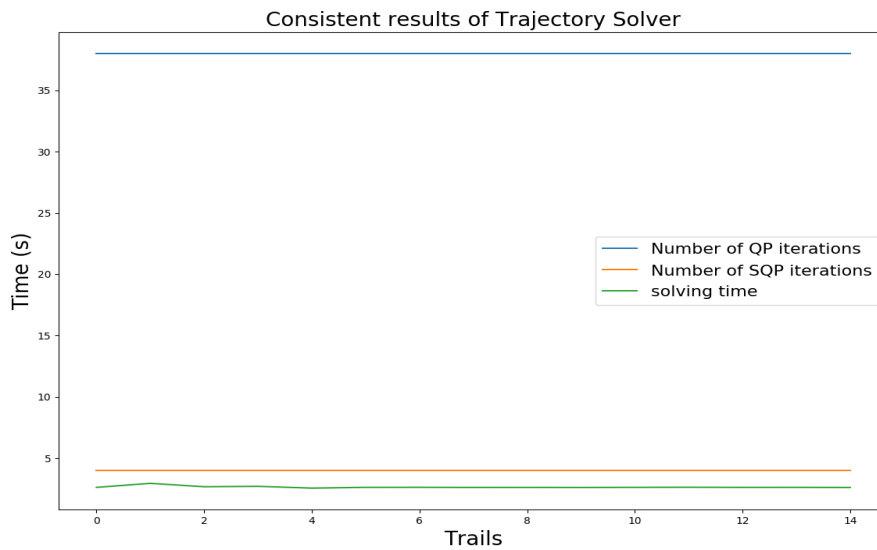 Consistent results of Trajectory Solver
35
30
25
20
15
10
5
Time (s)
Number of QP iterations
Number of SQP iterations
solving time
0 2 4 6 8 10 12 14
Trails